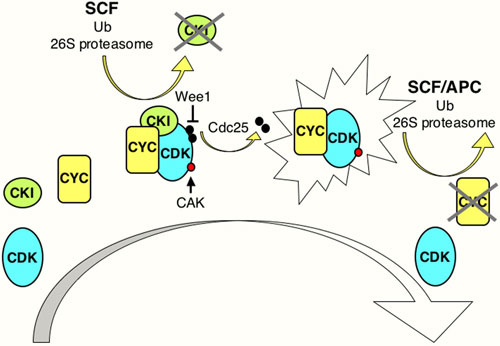 SCF
Ub
26S proteasome
CKI
Wee1
CKI
CYC
CDK
Cdc25
CAK
CYC
CDK
SCF/APC
Ub
26S proteasome
CYC
CKI
CDK
CYC
CDK